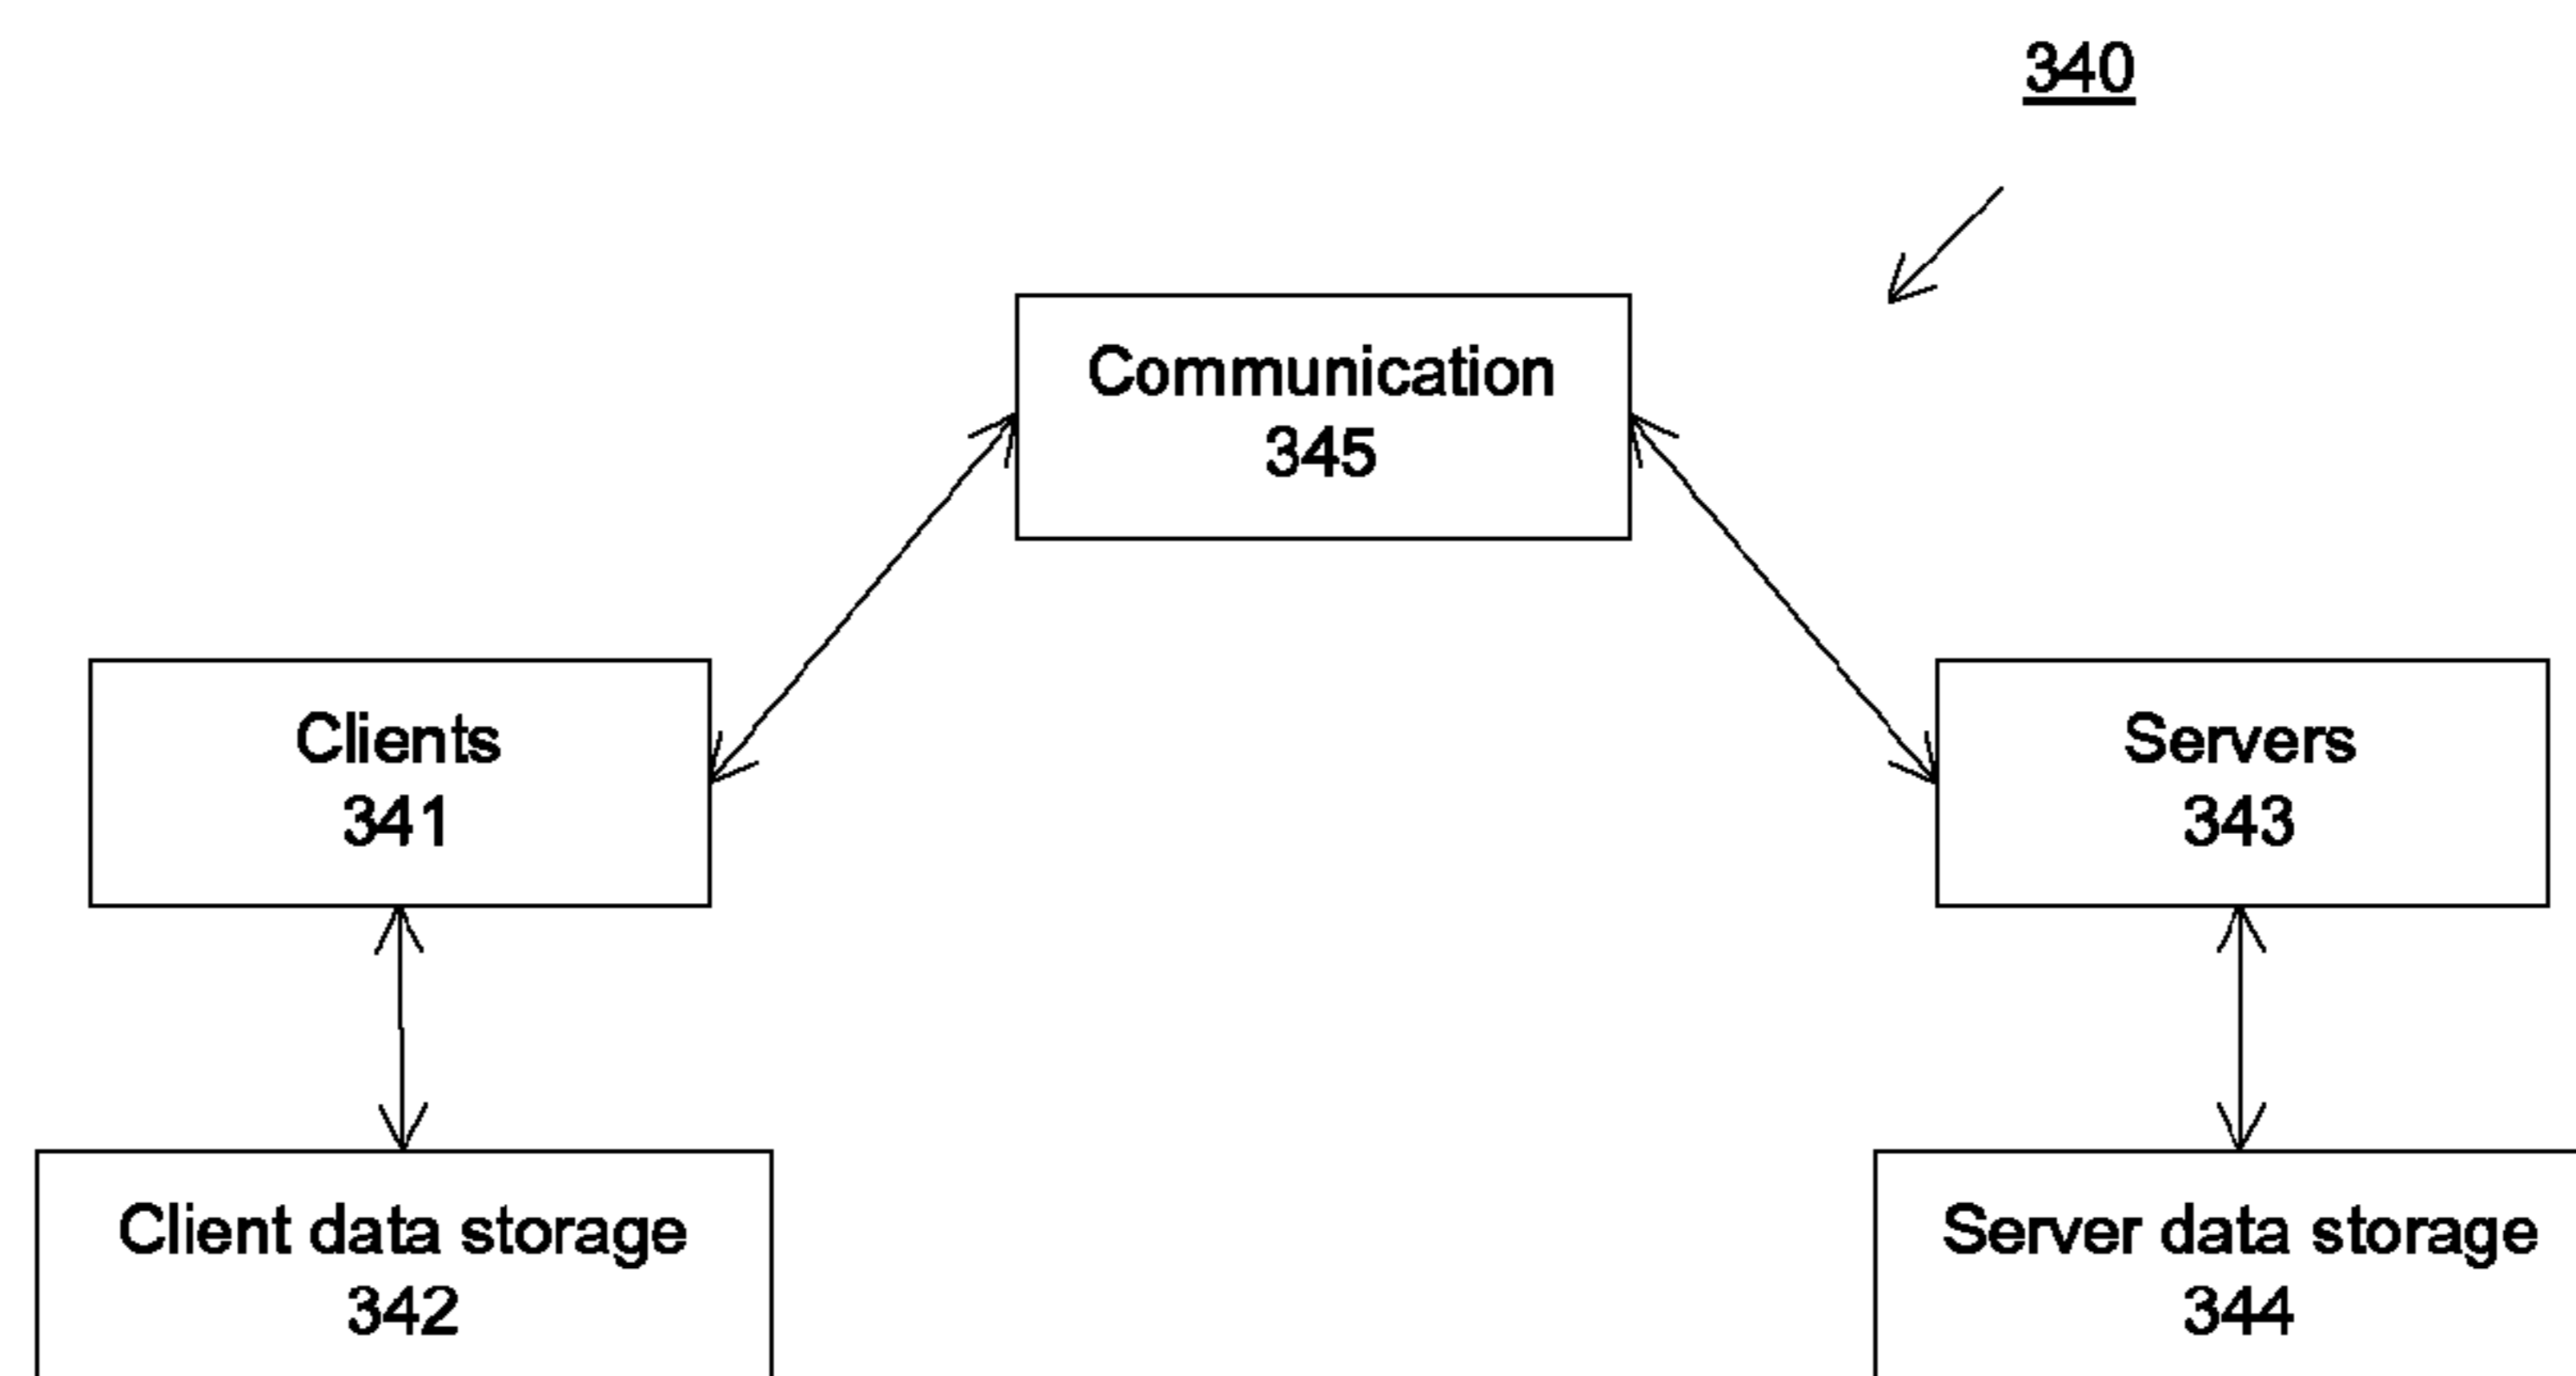 340
Communication
345
Clients
341
Servers
343
Client data storage
342
Server data storage
344